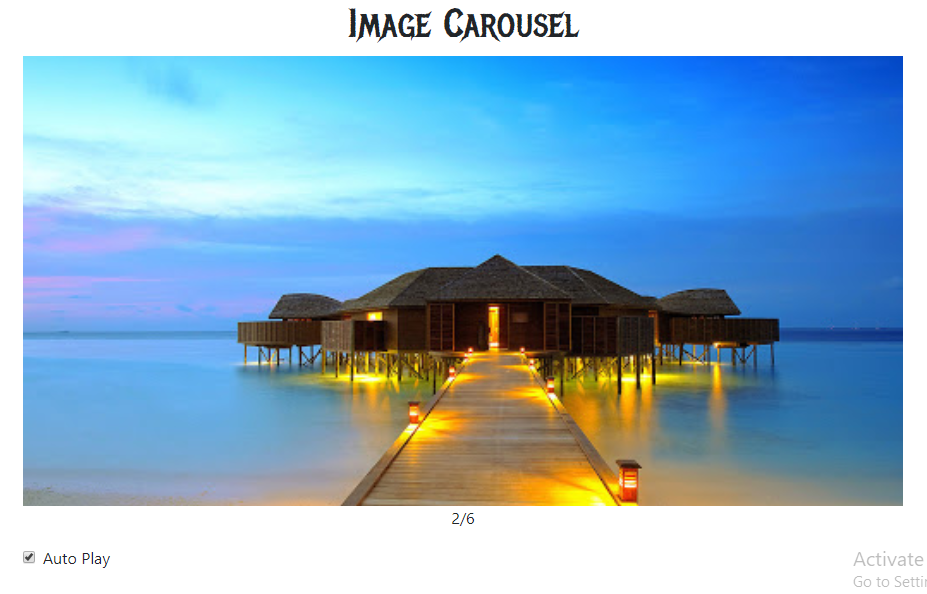 Image Carousel
2/6
Auto Play
Activate
Go to Setti